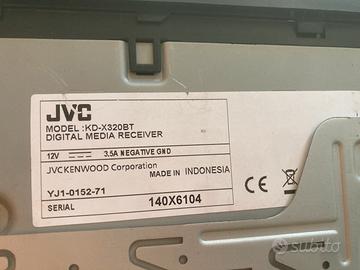 JVC
MODEL :KD-X320BT
DIGITAL MEDIA RECEIVER
12V ⎓ 3.5A NEGATIVE GND
JVCKENWOOD Corporation
MADE IN INDONESIA
YJ1-0152-71
SERIAL 140X6104
CE
subito